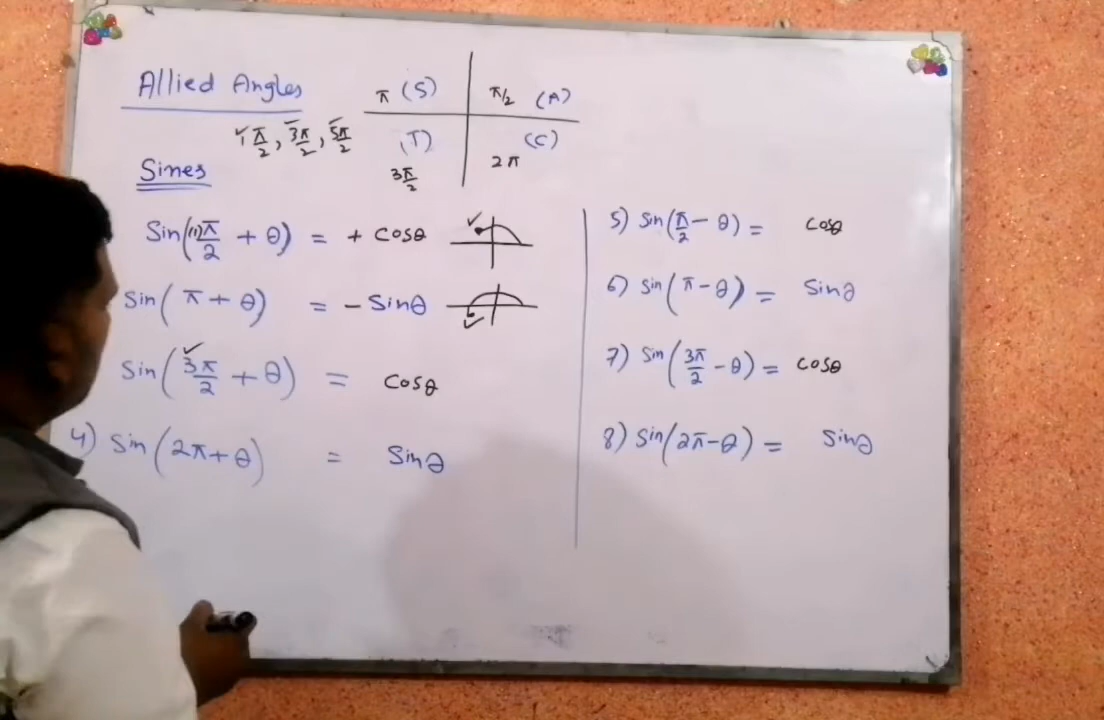 Allied Angles
π (S) π/2 (A)
(T) (C)
3π/2 2π
1π/2, 3π/2, 5π/2
Sines
Sin((1)π/2 + θ) = + cosθ
Sin(π + θ) = - Sinθ
Sin(3π/2 + θ) = cosθ
4) Sin(2π+θ) = Sinθ
5) Sin(π/2 - θ) = cosθ
6) Sin(π-θ) = Sinθ
7) Sin(3π/2 -θ) = cosθ
8) Sin(2π-θ) = Sinθ